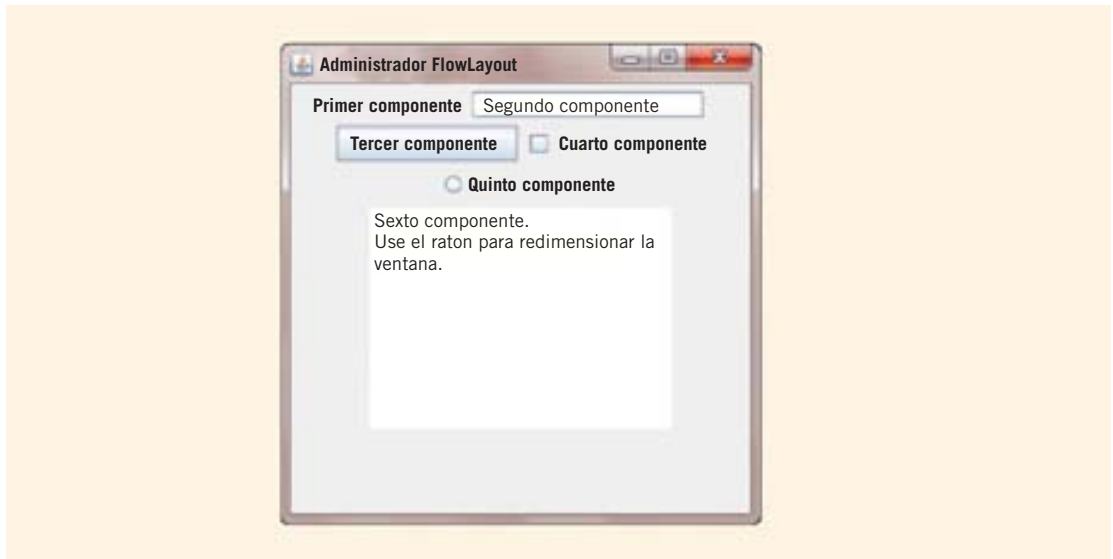 Administrador FlowLayout
Primer componente Segundo componente
Tercer componente Cuarto componente
Quinto componente
Sexto componente.
Use el raton para redimensionar la
ventana.